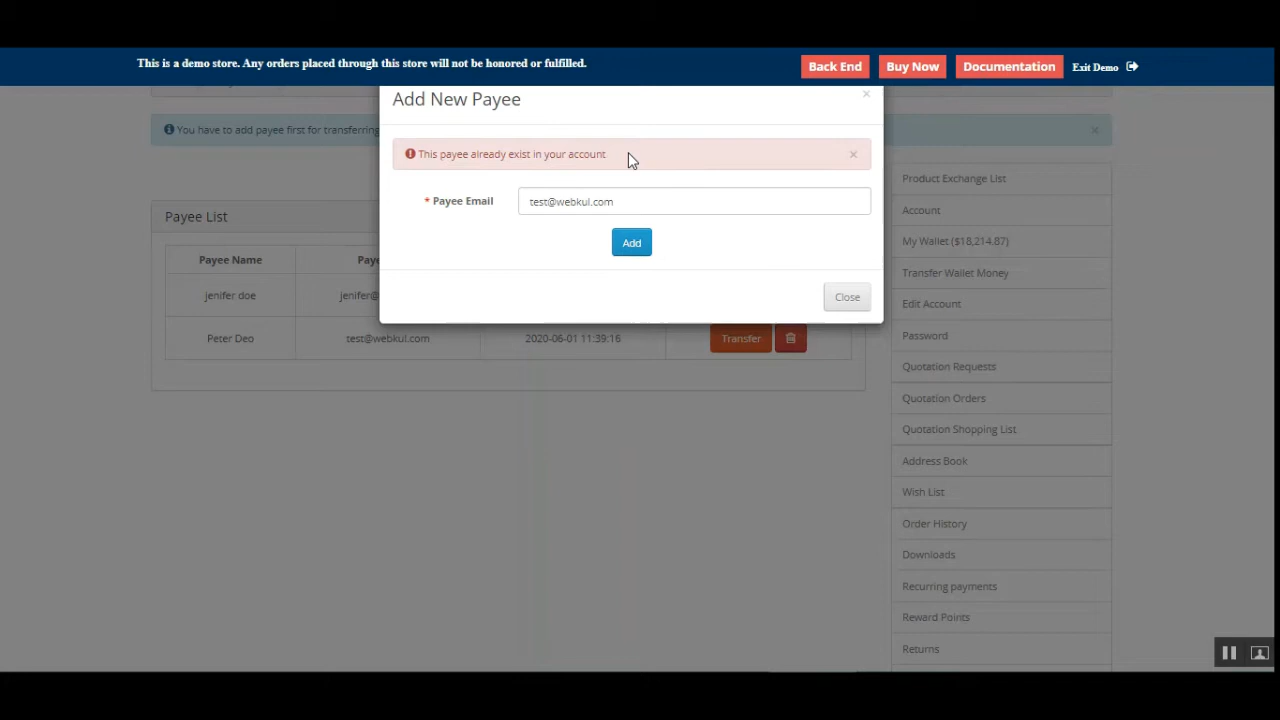 This is a demo store. Any orders placed through this store will not be honored or fulfilled.
Back End
Buy Now
Documentation
Exit Demo
Add New Payee
×
You have to add payee first for transferring
×
This payee already exist in your account
×
* Payee Email
test@webkul.com
Add
Close
Payee List
Payee Name
jenifer doe
jenifer@
Peter Deo
test@webkul.com
2020-06-01 11:39:16
Transfer
Product Exchange List
Account
My Wallet ($18,214.87)
Transfer Wallet Money
Edit Account
Password
Quotation Requests
Quotation Orders
Quotation Shopping List
Address Book
Wish List
Order History
Downloads
Recurring payments
Reward Points
Returns